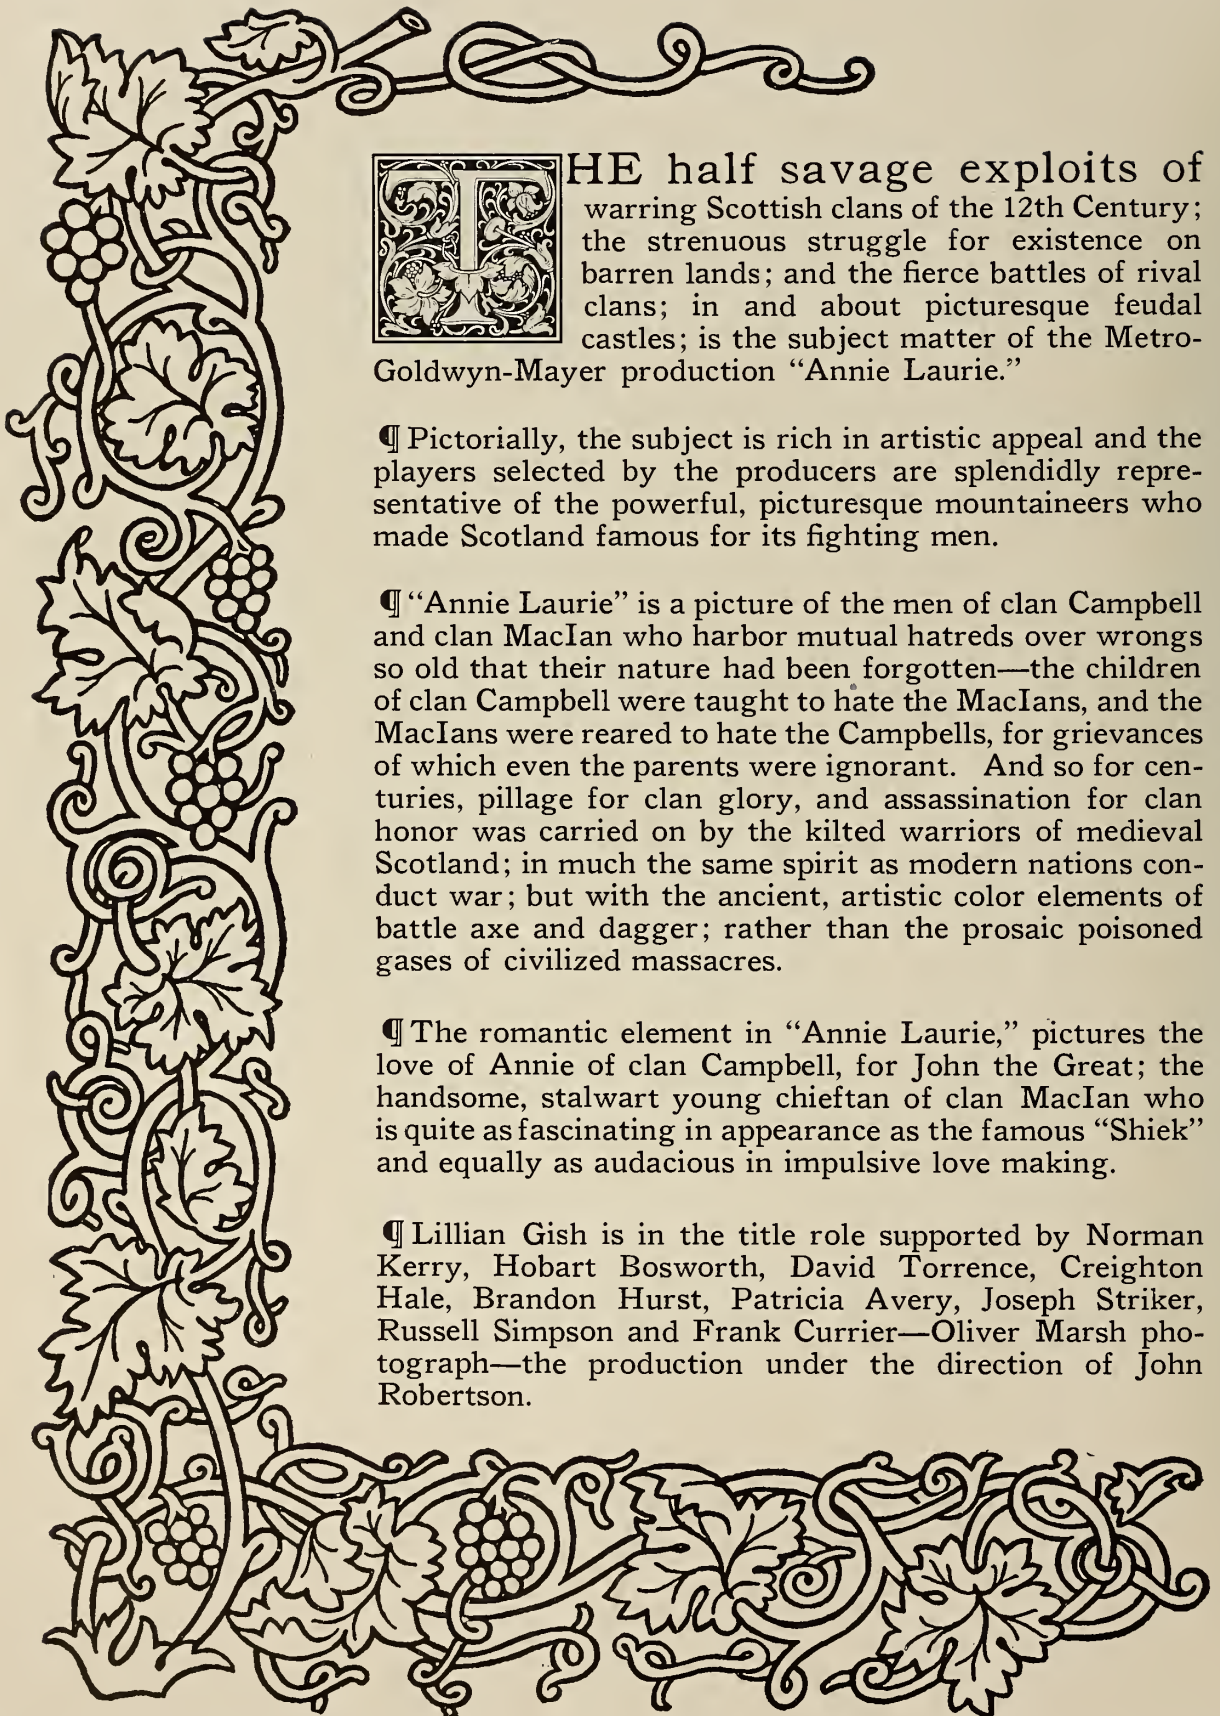 THE half savage exploits of
warring Scottish clans of the 12th Century;
the strenuous struggle for existence on
barren lands; and the fierce battles of rival
clans; in and about picturesque feudal
castles; is the subject matter of the Metro-
Goldwyn-Mayer production “Annie Laurie.”
¶ Pictorially, the subject is rich in artistic appeal and the
players selected by the producers are splendidly repre-
sentative of the powerful, picturesque mountaineers who
made Scotland famous for its fighting men.
¶ “Annie Laurie” is a picture of the men of clan Campbell
and clan MacIan who harbor mutual hatreds over wrongs
so old that their nature had been forgotten—the children
of clan Campbell were taught to hate the MacIans, and the
MacIans were reared to hate the Campbells, for grievances
of which even the parents were ignorant. And so for cen-
turies, pillage for clan glory, and assassination for clan
honor was carried on by the kilted warriors of medieval
Scotland; in much the same spirit as modern nations con-
duct war; but with the ancient, artistic color elements of
battle axe and dagger; rather than the prosaic poisoned
gases of civilized massacres.
¶ The romantic element in “Annie Laurie,” pictures the
love of Annie of clan Campbell, for John the Great; the
handsome, stalwart young chieftan of clan MacIan who
is quite as fascinating in appearance as the famous “Shiek”
and equally as audacious in impulsive love making.
¶ Lillian Gish is in the title role supported by Norman
Kerry, Hobart Bosworth, David Torrence, Creighton
Hale, Brandon Hurst, Patricia Avery, Joseph Striker,
Russell Simpson and Frank Currier—Oliver Marsh pho-
tograph—the production under the direction of John
Robertson.